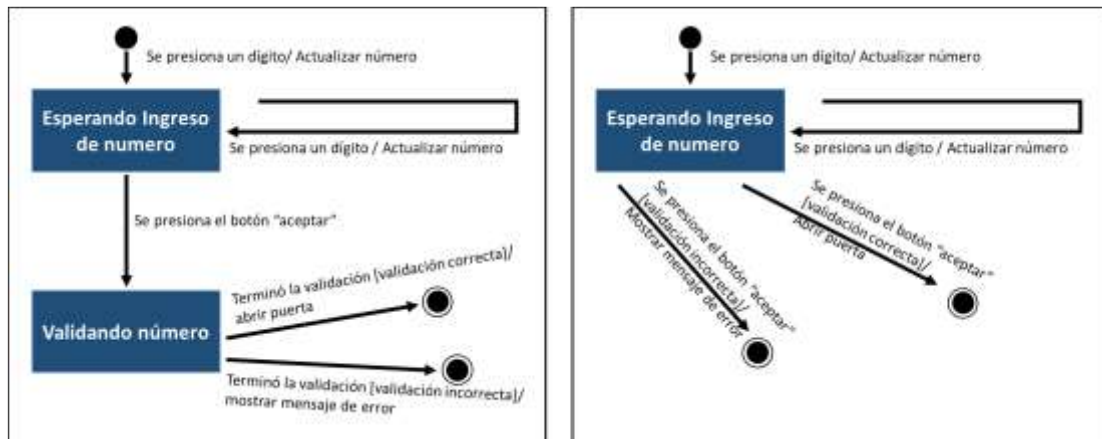 Se presiona un dígito/ Actualizar número
Esperando Ingreso
de numero
Se presiona un dígito / Actualizar número
Se presiona el botón "aceptar"
Validando número
Terminó la validación [validación correcta]/
abrir puerta
Terminó la validación [validación incorrecta]/
mostrar mensaje de error
Se presiona un dígito/ Actualizar número
Esperando Ingreso
de numero
Se presiona un dígito / Actualizar número
Se presiona el botón "aceptar"
[validación incorrecta]/
Mostrar mensaje de error
Se presiona el botón "aceptar"
[validación correcta]/
Abrir puerta